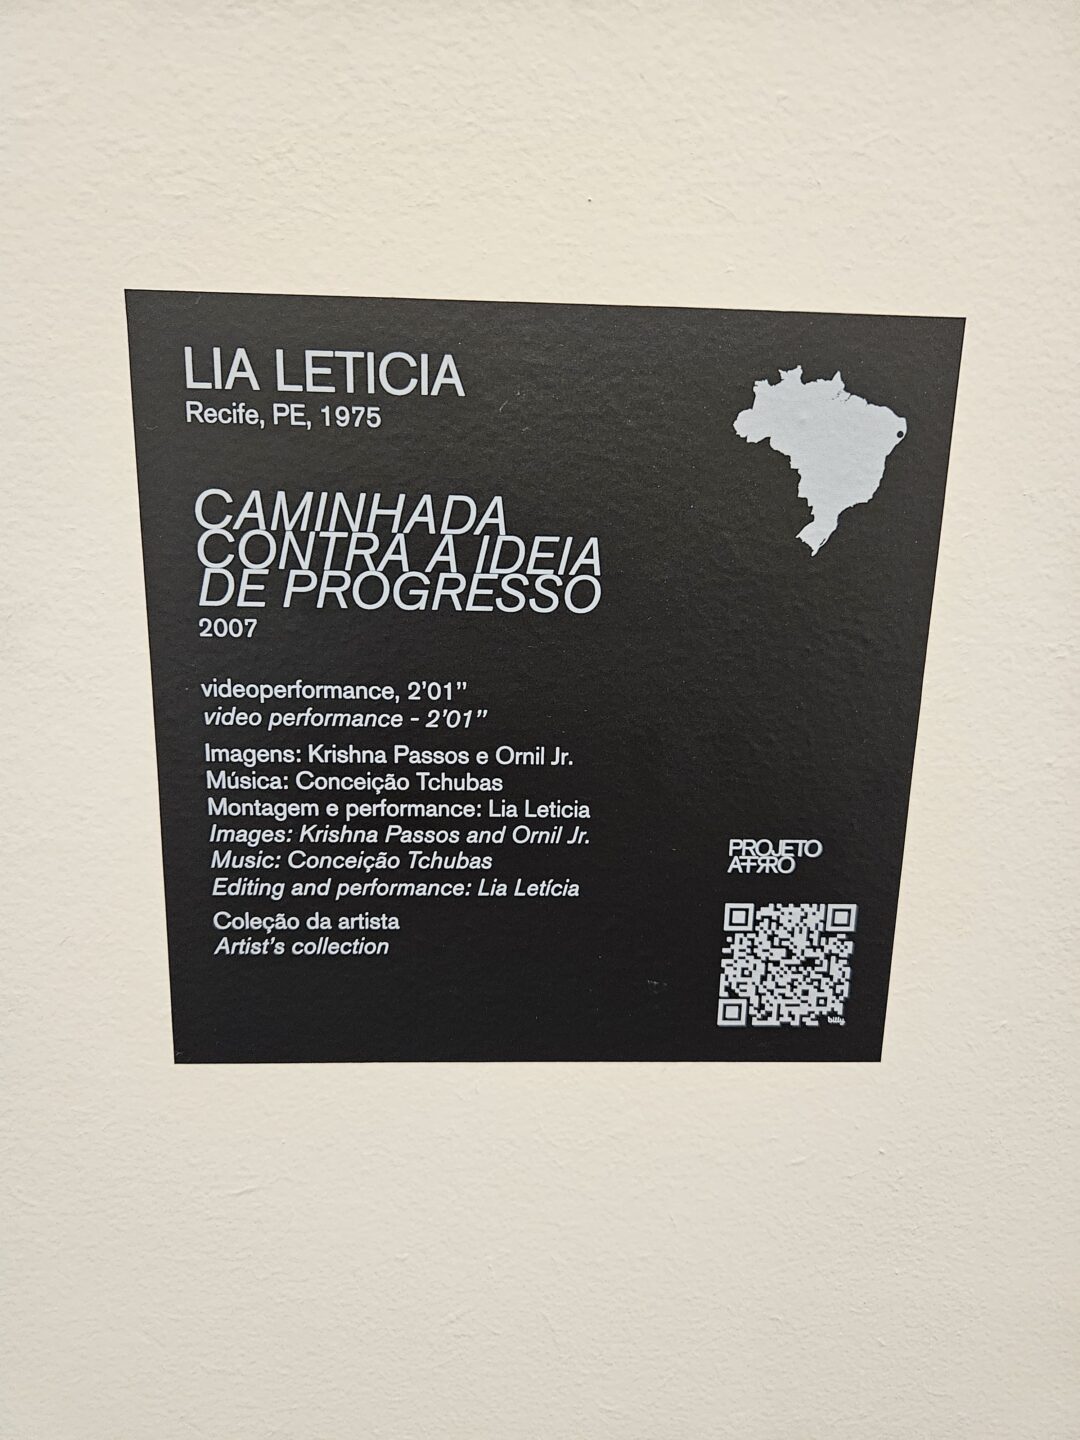 LIA LETICIA
Recife, PE, 1975
CAMINHADA
CONTRA A IDEIA
DE PROGRESSO
2007
videoperformance, 2'01"
video performance - 2'01"
Imagens: Krishna Passos e Ornil Jr.
Música: Conceição Tchubas
Montagem e performance: Lia Leticia
Images: Krishna Passos and Ornil Jr.
Music: Conceição Tchubas
Editing and performance: Lia Letícia
Coleção da artista
Artist's collection
PROJETO
AFRO
bitly